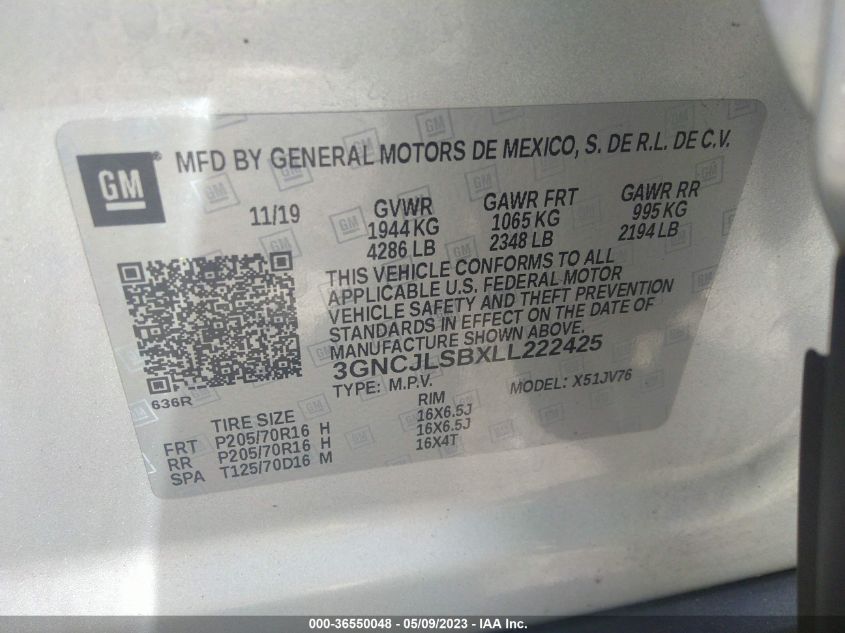 GM® MFD BY GENERAL MOTORS DE MEXICO, S. DE R.L. DE C.V.
11/19 GVWR GAWR FRT GAWR RR
1944 KG 1065 KG 995 KG
4286 LB 2348 LB 2194 LB
THIS VEHICLE CONFORMS TO ALL
APPLICABLE U.S. FEDERAL MOTOR
VEHICLE SAFETY AND THEFT PREVENTION
STANDARDS IN EFFECT ON THE DATE OF
MANUFACTURE SHOWN ABOVE.
3GNCJLSBXLL222425
TYPE: M.P.V. MODEL: X51JV76
636R
TIRE SIZE RIM
FRT P205/70R16 H 16X6.5J
RR P205/70R16 H 16X6.5J
SPA T125/70D16 M 16X4T
000-36550048 - 05/09/2023 - IAA Inc.